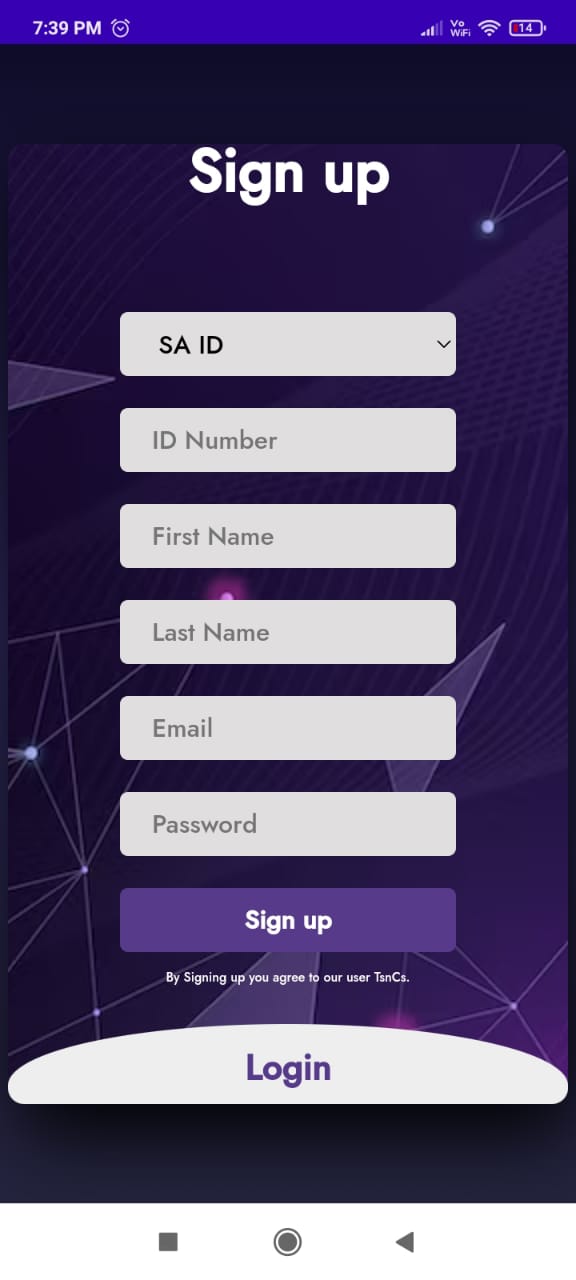 7:39 PM
Vo
WiFi
14
Sign up
SA ID
ID Number
First Name
Last Name
Email
Password
Sign up
By Signing up you agree to our user TsnCs.
Login